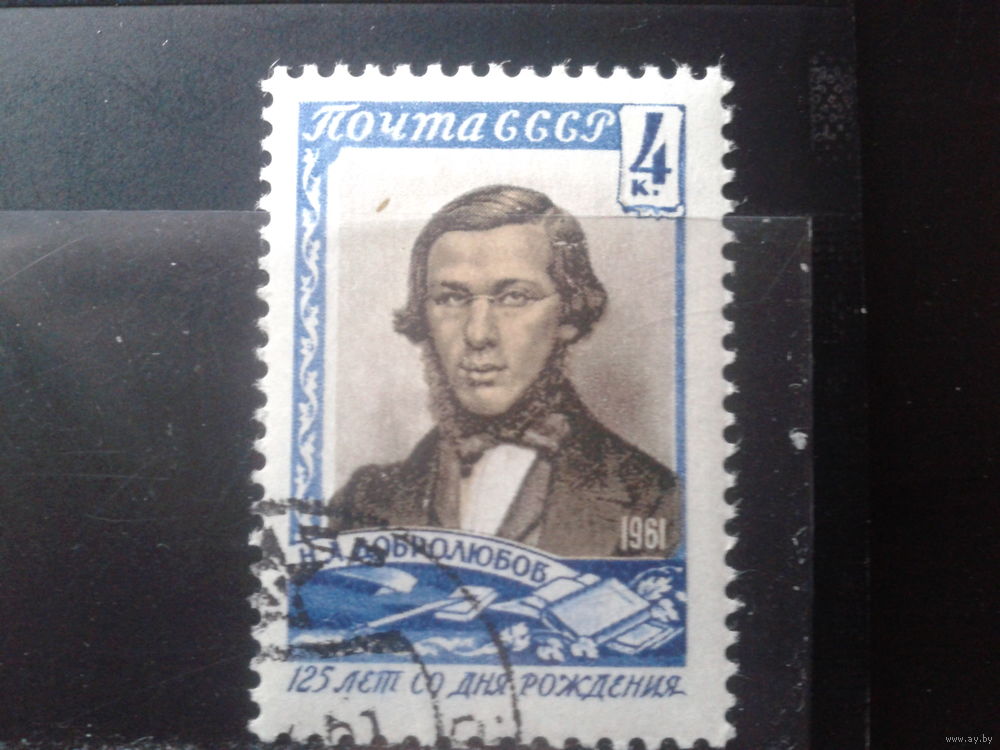 Почта СССР
4
к.
1961
Н.А. ДОБРОЛЮБОВ
125 ЛЕТ СО ДНЯ РОЖДЕНИЯ
www.ay.by